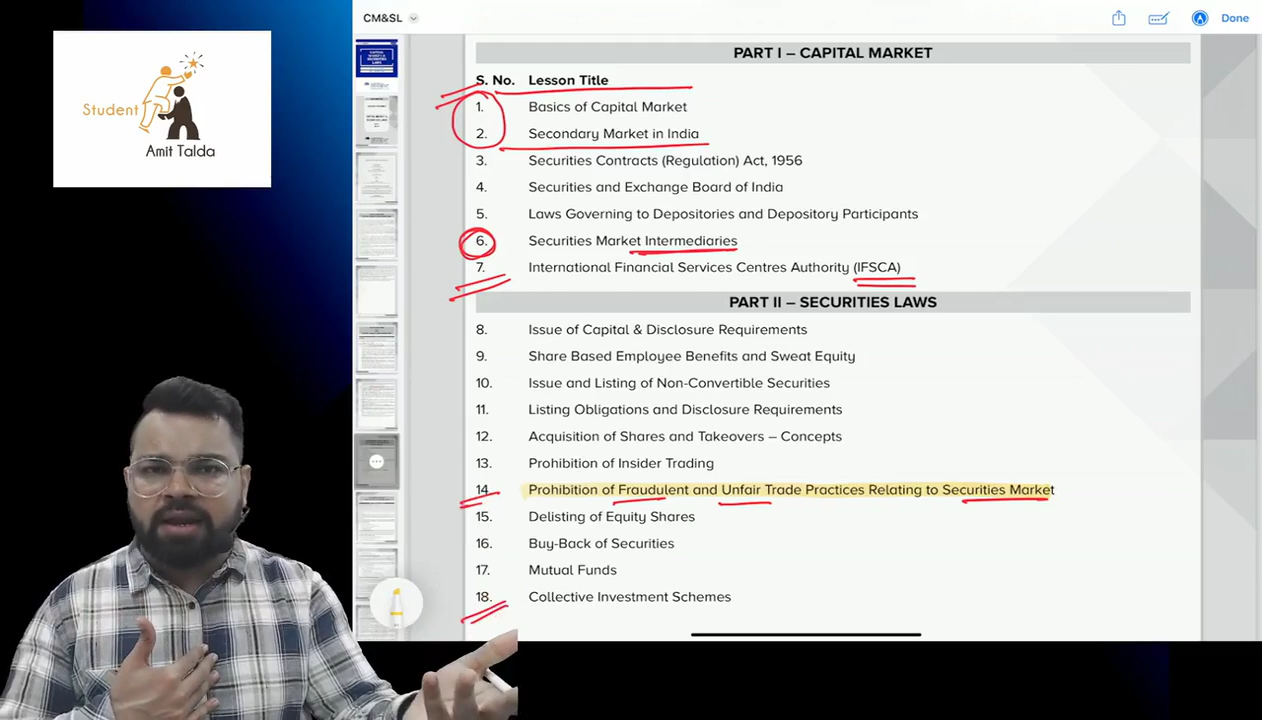 CM&SL
Done
Student
Amit Talda
PART I – CAPITAL MARKET
S. No. Lesson Title
1. Basics of Capital Market
2. Secondary Market in India
3. Securities Contracts (Regulation) Act, 1956
4. Securities and Exchange Board of India
5. Laws Governing to Depositories and Depository Participants
6. Securities Market Intermediaries
7. International Financial Services Centres Authority (IFSCA)
PART II – SECURITIES LAWS
8. Issue of Capital & Disclosure Requirements
9. Share Based Employee Benefits and Sweat Equity
10. Issue and Listing of Non-Convertible Securities
11. Listing Obligations and Disclosure Requirements
12. Acquisition of Shares and Takeovers – Concepts
13. Prohibition of Insider Trading
14. Prohibition of Fraudulent and Unfair Trade Practices Relating to Securities Market
15. Delisting of Equity Shares
16. Buy-Back of Securities
17. Mutual Funds
18. Collective Investment Schemes